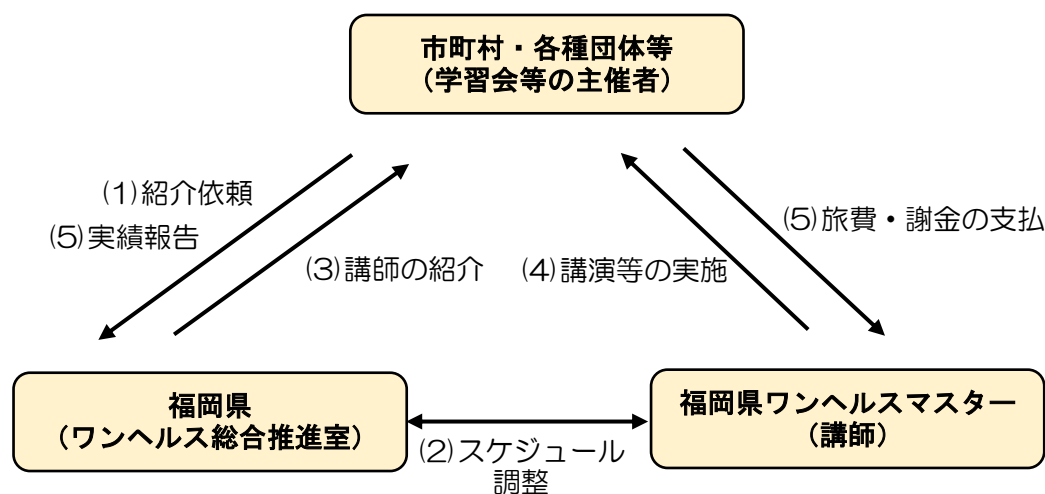 市町村・各種団体等
（学習会等の主催者）
(1)紹介依頼
(5)実績報告
(3)講師の紹介
(4)講演等の実施
(5)旅費・謝金の支払
福岡県
（ワンヘルス総合推進室）
(2)スケジュール
調整
福岡県ワンヘルスマスター
（講師）